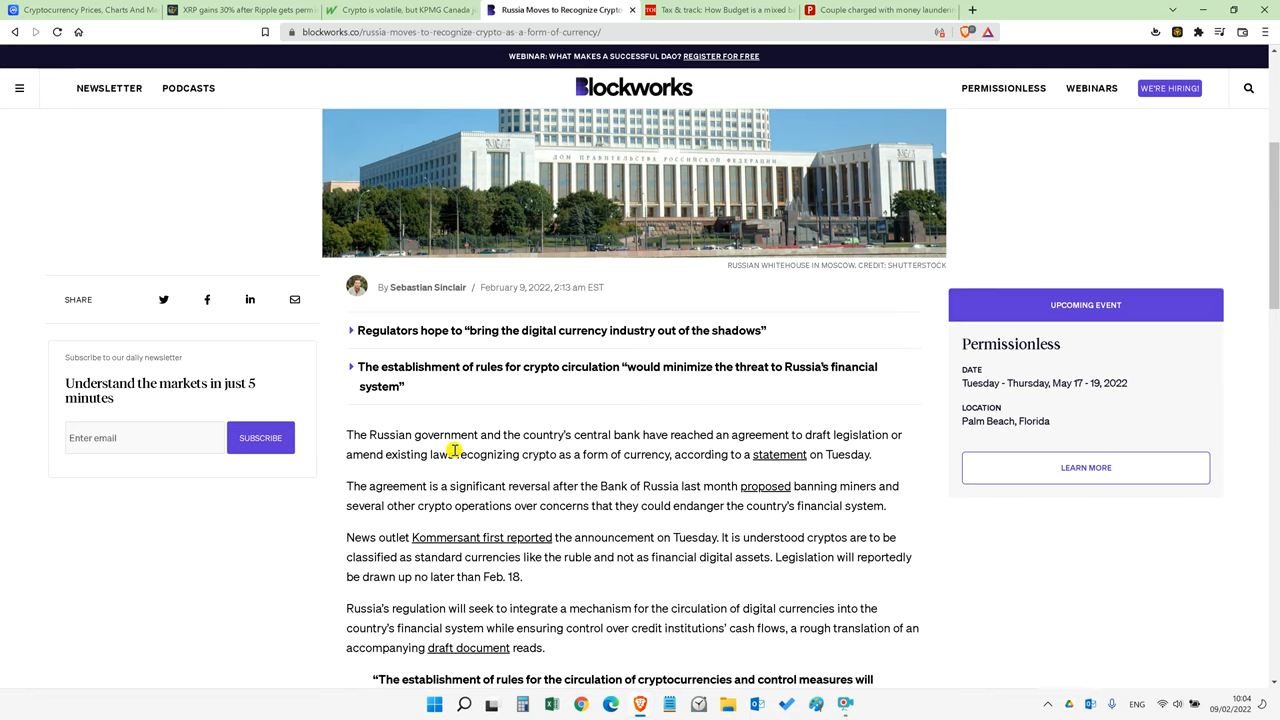 Cryptocurrency Prices, Charts And Ma
XRP gains 30% after Ripple gets perm
Crypto is volatile, but KPMG Canada j
Russia Moves to Recognize Crypto
Tax & track: How Budget is a mixed b
Couple charged with money launderin
blockworks.co/russia-moves-to-recognize-crypto-as-a-form-of-currency/
WEBINAR: WHAT MAKES A SUCCESSFUL DAO? REGISTER FOR FREE
NEWSLETTER
PODCASTS
Blockworks
PERMISSIONLESS
WEBINARS
WE'RE HIRING!
ДОМ ПРАВИТЕЛЬСТВА РОССИЙСКОЙ ФЕДЕРАЦИИ
RUSSIAN WHITEHOUSE IN MOSCOW. CREDIT: SHUTTERSTOCK
By Sebastian Sinclair / February 9, 2022, 2:13 am EST
SHARE
Regulators hope to “bring the digital currency industry out of the shadows”
The establishment of rules for crypto circulation “would minimize the threat to Russia’s financial
system”
Subscribe to our daily newsletter
Understand the markets in just 5
minutes
Enter email
SUBSCRIBE
The Russian government and the country’s central bank have reached an agreement to draft legislation or
amend existing laws recognizing crypto as a form of currency, according to a statement on Tuesday.
The agreement is a significant reversal after the Bank of Russia last month proposed banning miners and
several other crypto operations over concerns that they could endanger the country’s financial system.
News outlet Kommersant first reported the announcement on Tuesday. It is understood cryptos are to be
classified as standard currencies like the ruble and not as financial digital assets. Legislation will reportedly
be drawn up no later than Feb. 18.
Russia’s regulation will seek to integrate a mechanism for the circulation of digital currencies into the
country’s financial system while ensuring control over credit institutions’ cash flows, a rough translation of an
accompanying draft document reads.
“The establishment of rules for the circulation of cryptocurrencies and control measures will
UPCOMING EVENT
Permissionless
DATE
Tuesday - Thursday, May 17 - 19, 2022
LOCATION
Palm Beach, Florida
LEARN MORE
ENG
10:04
09/02/2022